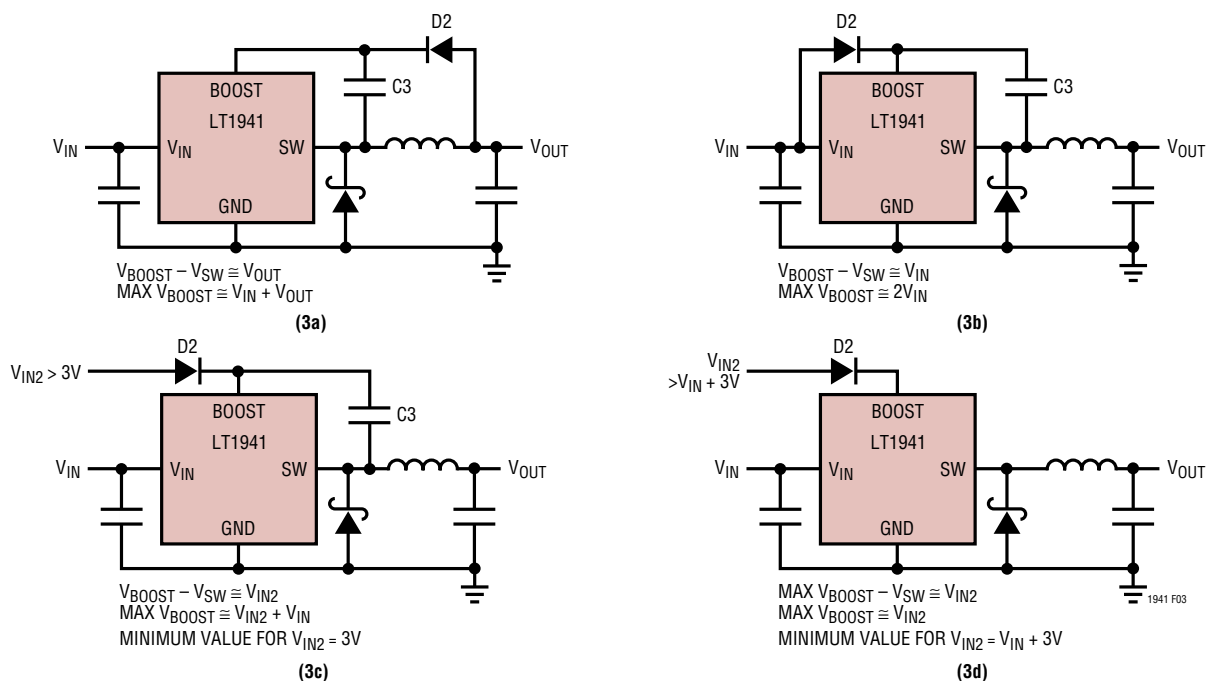 D2
BOOST
C3
LT1941
V_IN
V_IN
SW
V_OUT
GND
V_BOOST – V_SW ≅ V_OUT
MAX V_BOOST ≅ V_IN + V_OUT
(3a)
D2
BOOST
C3
LT1941
V_IN
V_IN
SW
V_OUT
GND
V_BOOST – V_SW ≅ V_IN
MAX V_BOOST ≅ 2V_IN
(3b)
D2
V_IN2 > 3V
BOOST
C3
LT1941
V_IN
V_IN
SW
V_OUT
GND
V_BOOST – V_SW ≅ V_IN2
MAX V_BOOST ≅ V_IN2 + V_IN
MINIMUM VALUE FOR V_IN2 = 3V
(3c)
D2
V_IN2
>V_IN + 3V
BOOST
LT1941
V_IN
V_IN
SW
V_OUT
GND
MAX V_BOOST – V_SW ≅ V_IN2
MAX V_BOOST ≅ V_IN2
MINIMUM VALUE FOR V_IN2 = V_IN + 3V
1941 F03
(3d)